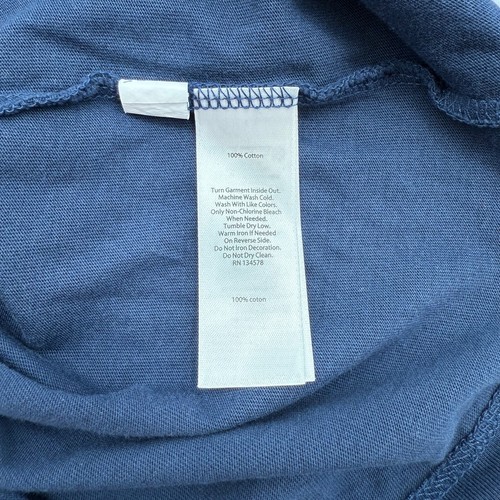 100% Cotton
Turn Garment Inside Out.
Machine Wash Cold.
Wash With Like Colors.
Only Non-Chlorine Bleach
When Needed.
Tumble Dry Low.
Warm Iron If Needed
On Reverse Side.
Do Not Iron Decoration.
Do Not Dry Clean.
RN 134578
100% coton